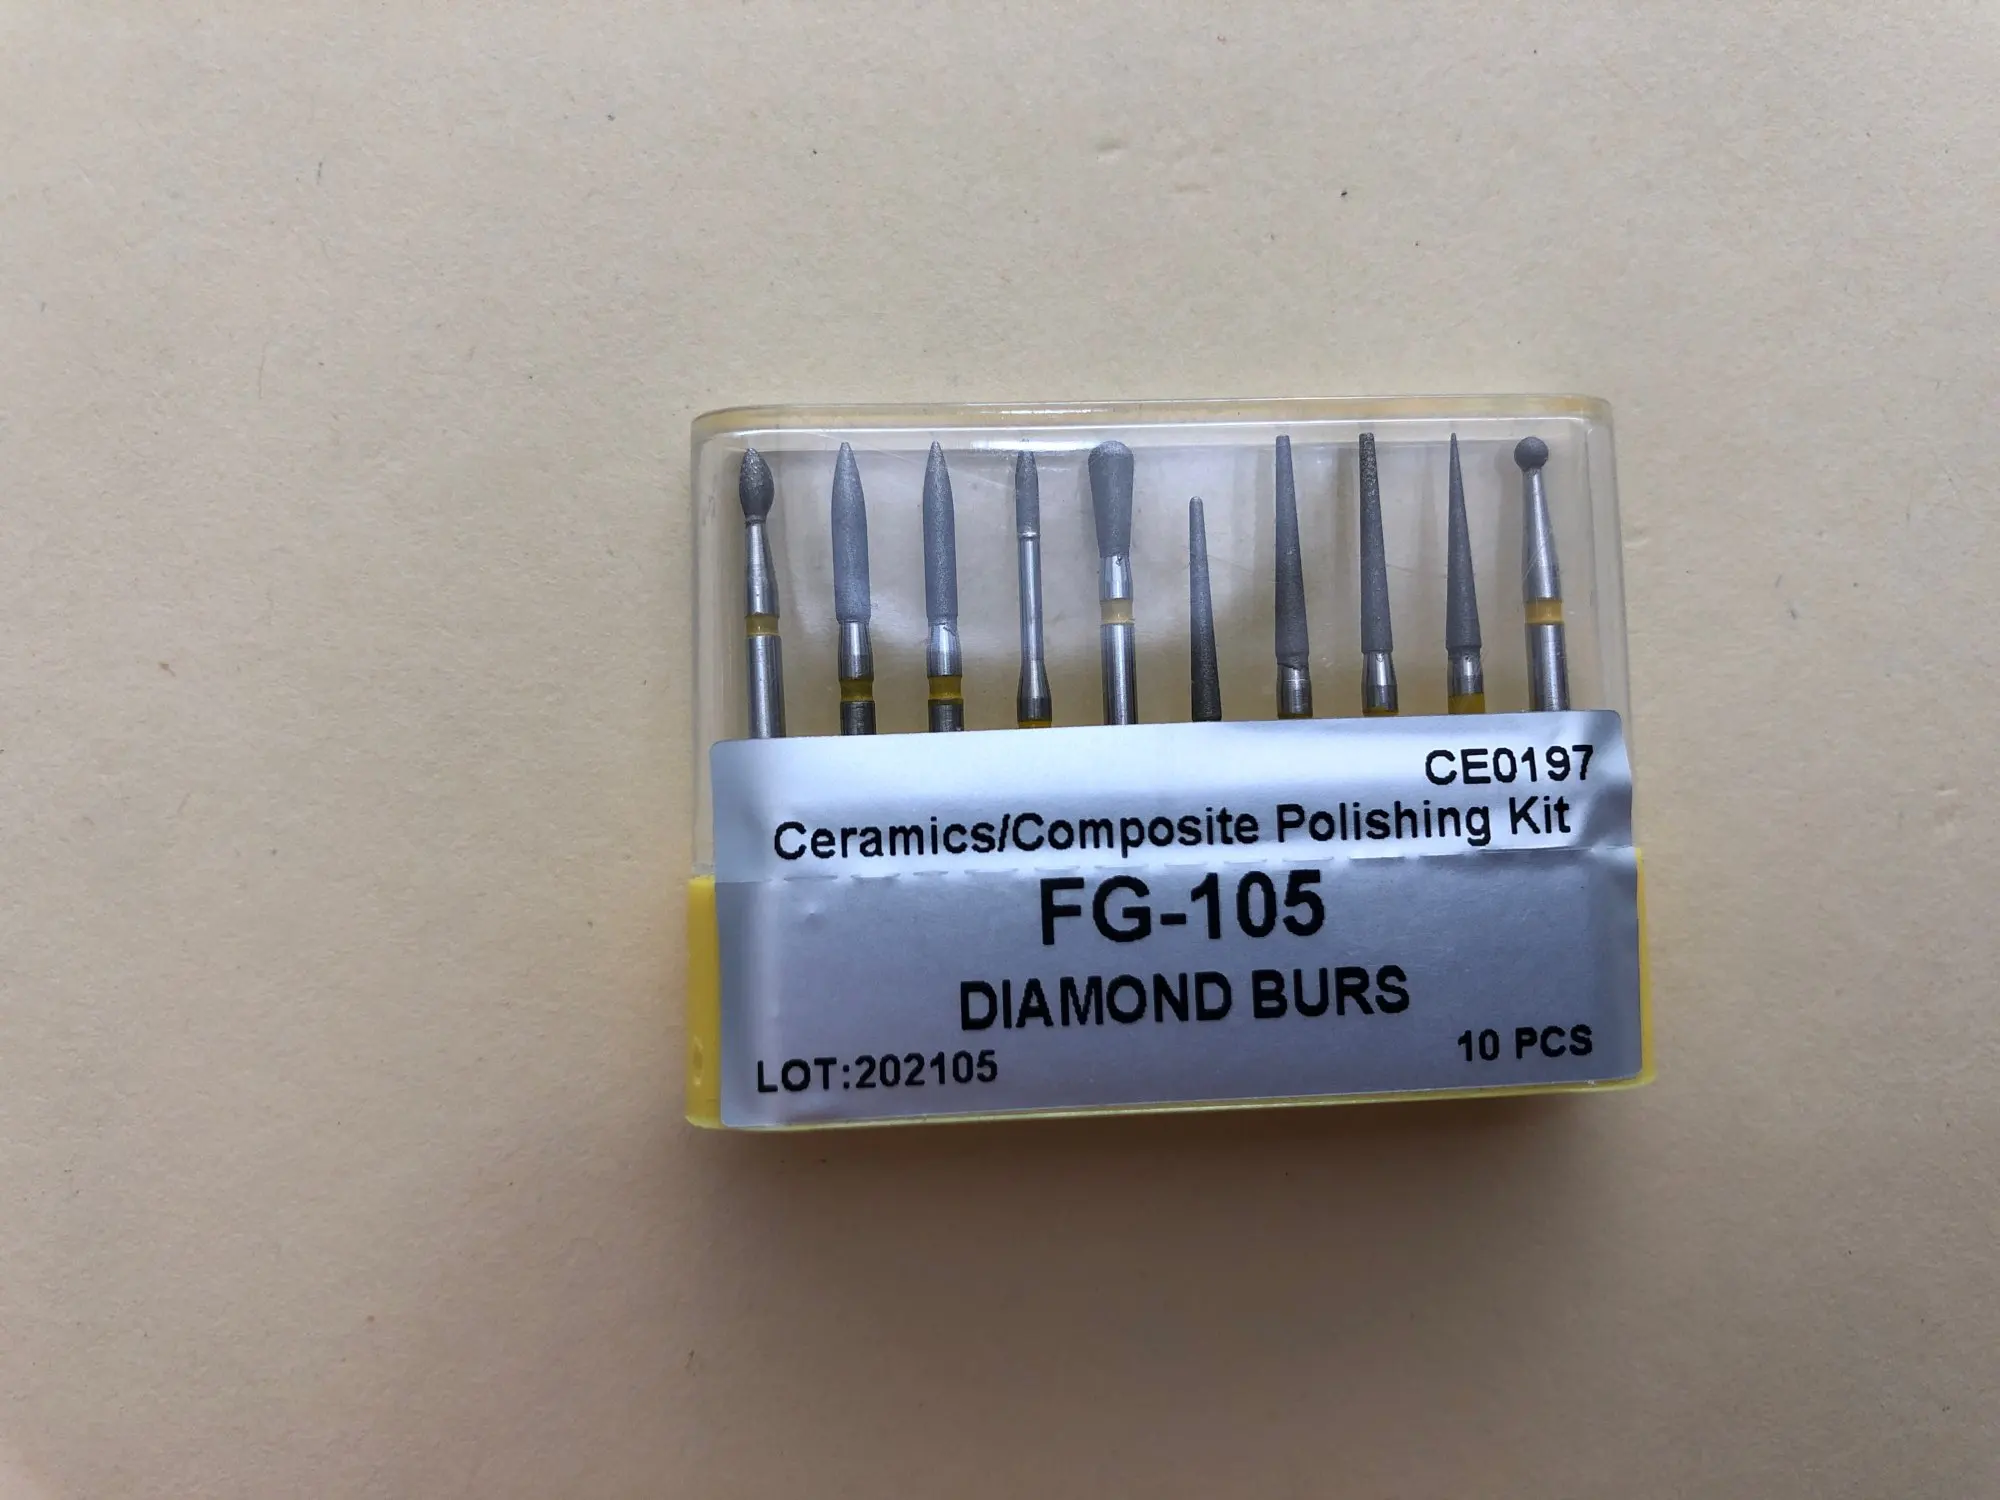 CE0197
Ceramics/Composite Polishing Kit
FG-105
DIAMOND BURS
LOT:202105
10 PCS